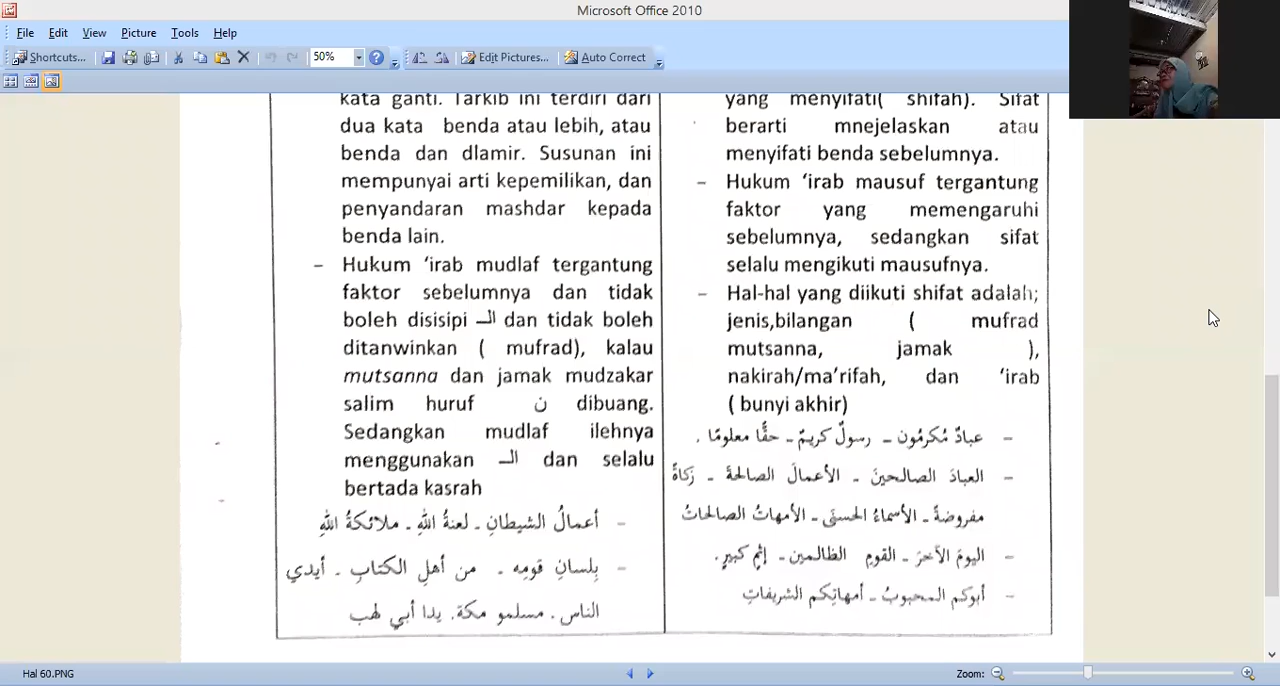 Microsoft Office 2010
File Edit View Picture Tools Help
Shortcuts... 50% Edit Pictures... Auto Correct
kata ganti. Tarkib ini terdiri dari
dua kata benda atau lebih, atau
benda dan dlamir. Susunan ini
mempunyai arti kepemilikan, dan
penyandaran mashdar kepada
benda lain.
– Hukum ‘irab mudlaf tergantung
faktor sebelumnya dan tidak
boleh disisipi الـ dan tidak boleh
ditanwinkan ( mufrad), kalau
mutsanna dan jamak mudzakar
salim huruf ن dibuang.
Sedangkan mudlaf ilehnya
menggunakan الـ dan selalu
bertada kasrah
– أعمالُ الشيطانِ ـ لعنةُ اللهِ ـ ملائكةُ اللهِ
– بِلسانِ قومِه ـ من أهلِ الكتابِ ـ أيدي
الناس ـ مسلمو مكة. يدا أبي لهب
yang menyifati( shifah). Sifat
berarti mnejelaskan atau
menyifati benda sebelumnya.
– Hukum ‘irab mausuf tergantung
faktor yang memengaruhi
sebelumnya, sedangkan sifat
selalu mengikuti mausufnya.
– Hal-hal yang diikuti shifat adalah;
jenis,bilangan ( mufrad
mutsanna, jamak ),
nakirah/ma’rifah, dan ‘irab
( bunyi akhir)
– عبادٌ مُكرمُون ـ رسولٌ كريمٌ ـ حقًّا معلومًا .
– العبادَ الصالحينَ ـ الأعمالَ الصالحةَ ـ زكاةً
مفروضةً ـ الأسماءُ الحسنَى ـ الأمهاتُ الصالحاتُ
– اليومَ الآخرَ ـ القومِ الظالمين ـ إثمٍ كبيرٍ.
– أبوكم المحبوبُ ـ أمهاتِكم الشريفاتِ
Hal 60.PNG Zoom: